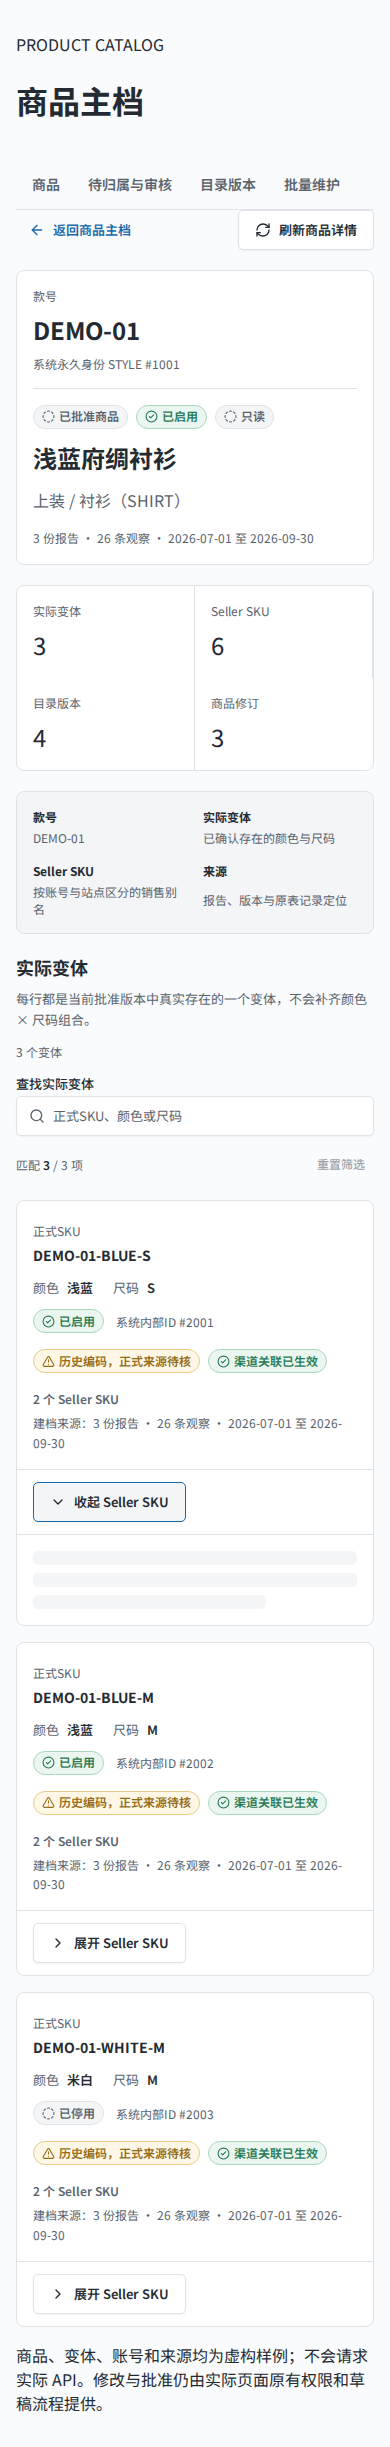 PRODUCT CATALOG
商品主档
商品 待归属与审核 目录版本 批量维护
返回商品主档 刷新商品详情
款号
DEMO-01
系统永久身份 STYLE #1001
已批准商品 已启用 只读
浅蓝府绸衬衫
上装 / 衬衫（SHIRT）
3 份报告 · 26 条观察 · 2026-07-01 至 2026-09-30
实际变体 Seller SKU
3 6
目录版本 商品修订
4 3
款号 实际变体
DEMO-01 已确认存在的颜色与尺码
Seller SKU 来源
按账号与站点区分的销售别
名
报告、版本与原表记录定位
实际变体
每行都是当前批准版本中真实存在的一个变体，不会补齐颜色
× 尺码组合。
3 个变体
查找实际变体
正式SKU、颜色或尺码
匹配 3 / 3 项 重置筛选
正式SKU
DEMO-01-BLUE-S
颜色 浅蓝 尺码 S
已启用 系统内部ID #2001
历史编码，正式来源待核 渠道关联已生效
2 个 Seller SKU
建档来源：3 份报告 · 26 条观察 · 2026-07-01 至 2026-
09-30
收起 Seller SKU
正式SKU
DEMO-01-BLUE-M
颜色 浅蓝 尺码 M
已启用 系统内部ID #2002
历史编码，正式来源待核 渠道关联已生效
2 个 Seller SKU
建档来源：3 份报告 · 26 条观察 · 2026-07-01 至 2026-
09-30
展开 Seller SKU
正式SKU
DEMO-01-WHITE-M
颜色 米白 尺码 M
已停用 系统内部ID #2003
历史编码，正式来源待核 渠道关联已生效
2 个 Seller SKU
建档来源：3 份报告 · 26 条观察 · 2026-07-01 至 2026-
09-30
展开 Seller SKU
商品、变体、账号和来源均为虚构样例；不会请求
实际 API。修改与批准仍由实际页面原有权限和草
稿流程提供。